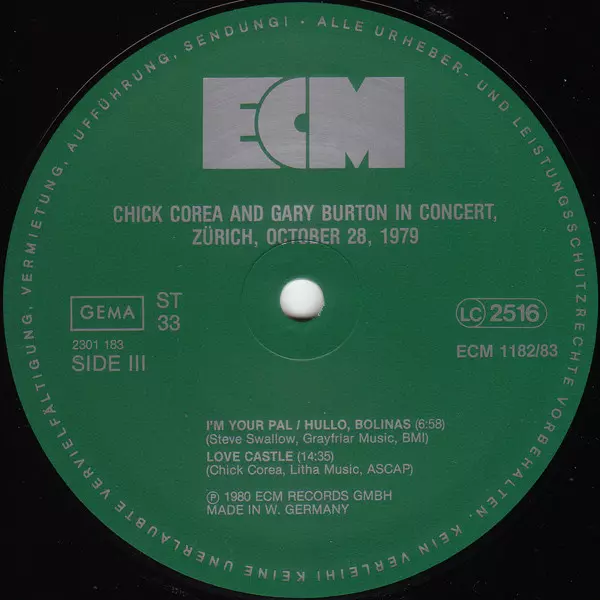 ECM
CHICK COREA AND GARY BURTON IN CONCERT,
ZÜRICH, OCTOBER 28, 1979
GEMA
ST
33
2301 183
SIDE III
LC 2516
ECM 1182/83
I'M YOUR PAL / HULLO, BOLINAS (6:58)
(Steve Swallow, Grayfriar Music, BMI)
LOVE CASTLE (14:35)
(Chick Corea, Litha Music, ASCAP)
Ⓟ 1980 ECM RECORDS GMBH
MADE IN W. GERMANY
ALLE URHEBER- UND LEISTUNGSSCHUTZRECHTE VORBEHALTEN. KEIN VERLEIH! KEINE UNERLAUBTE VERVIELFÄLTIGUNG, VERMIETUNG, AUFFÜHRUNG, SENDUNG! ·